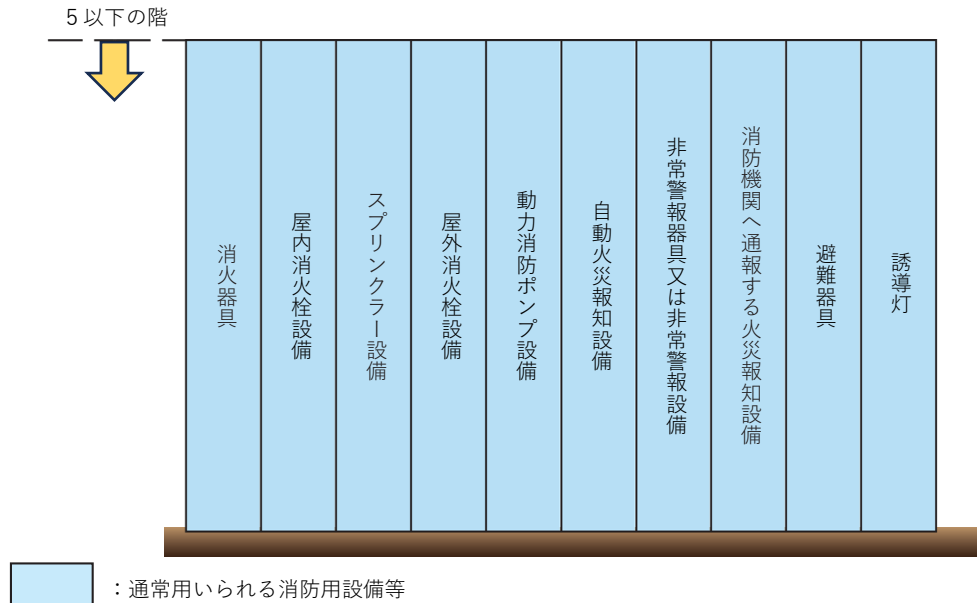 5以下の階
消火器具
屋内消火栓設備
スプリンクラー設備
屋外消火栓設備
動力消防ポンプ設備
自動火災報知設備
非常警報器具又は非常警報設備
消防機関へ通報する火災報知設備
避難器具
誘導灯
：通常用いられる消防用設備等